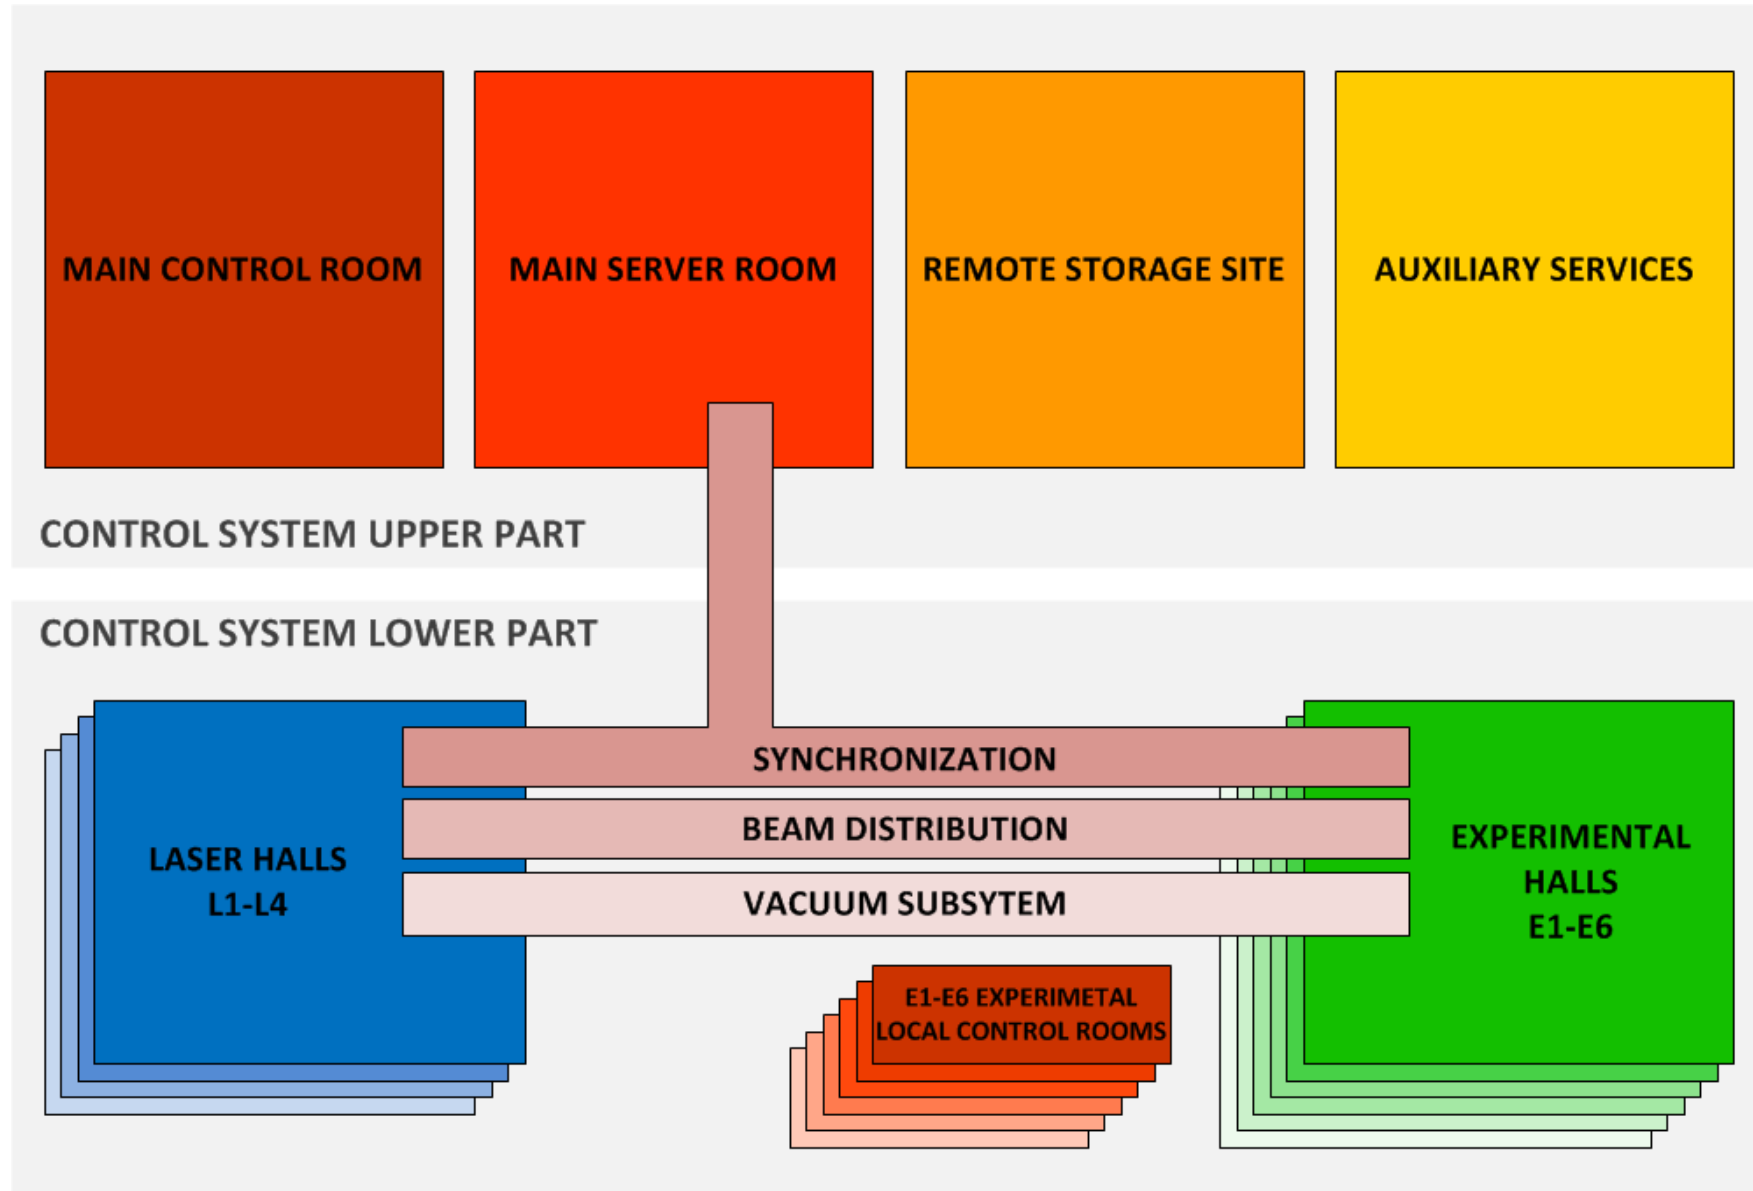 MAIN CONTROL ROOM
MAIN SERVER ROOM
REMOTE STORAGE SITE
AUXILIARY SERVICES
CONTROL SYSTEM UPPER PART
CONTROL SYSTEM LOWER PART
SYNCHRONIZATION
BEAM DISTRIBUTION
VACUUM SUBSYTEM
LASER HALLS
L1-L4
EXPERIMENTAL
HALLS
E1-E6
E1-E6 EXPERIMETAL
LOCAL CONTROL ROOMS